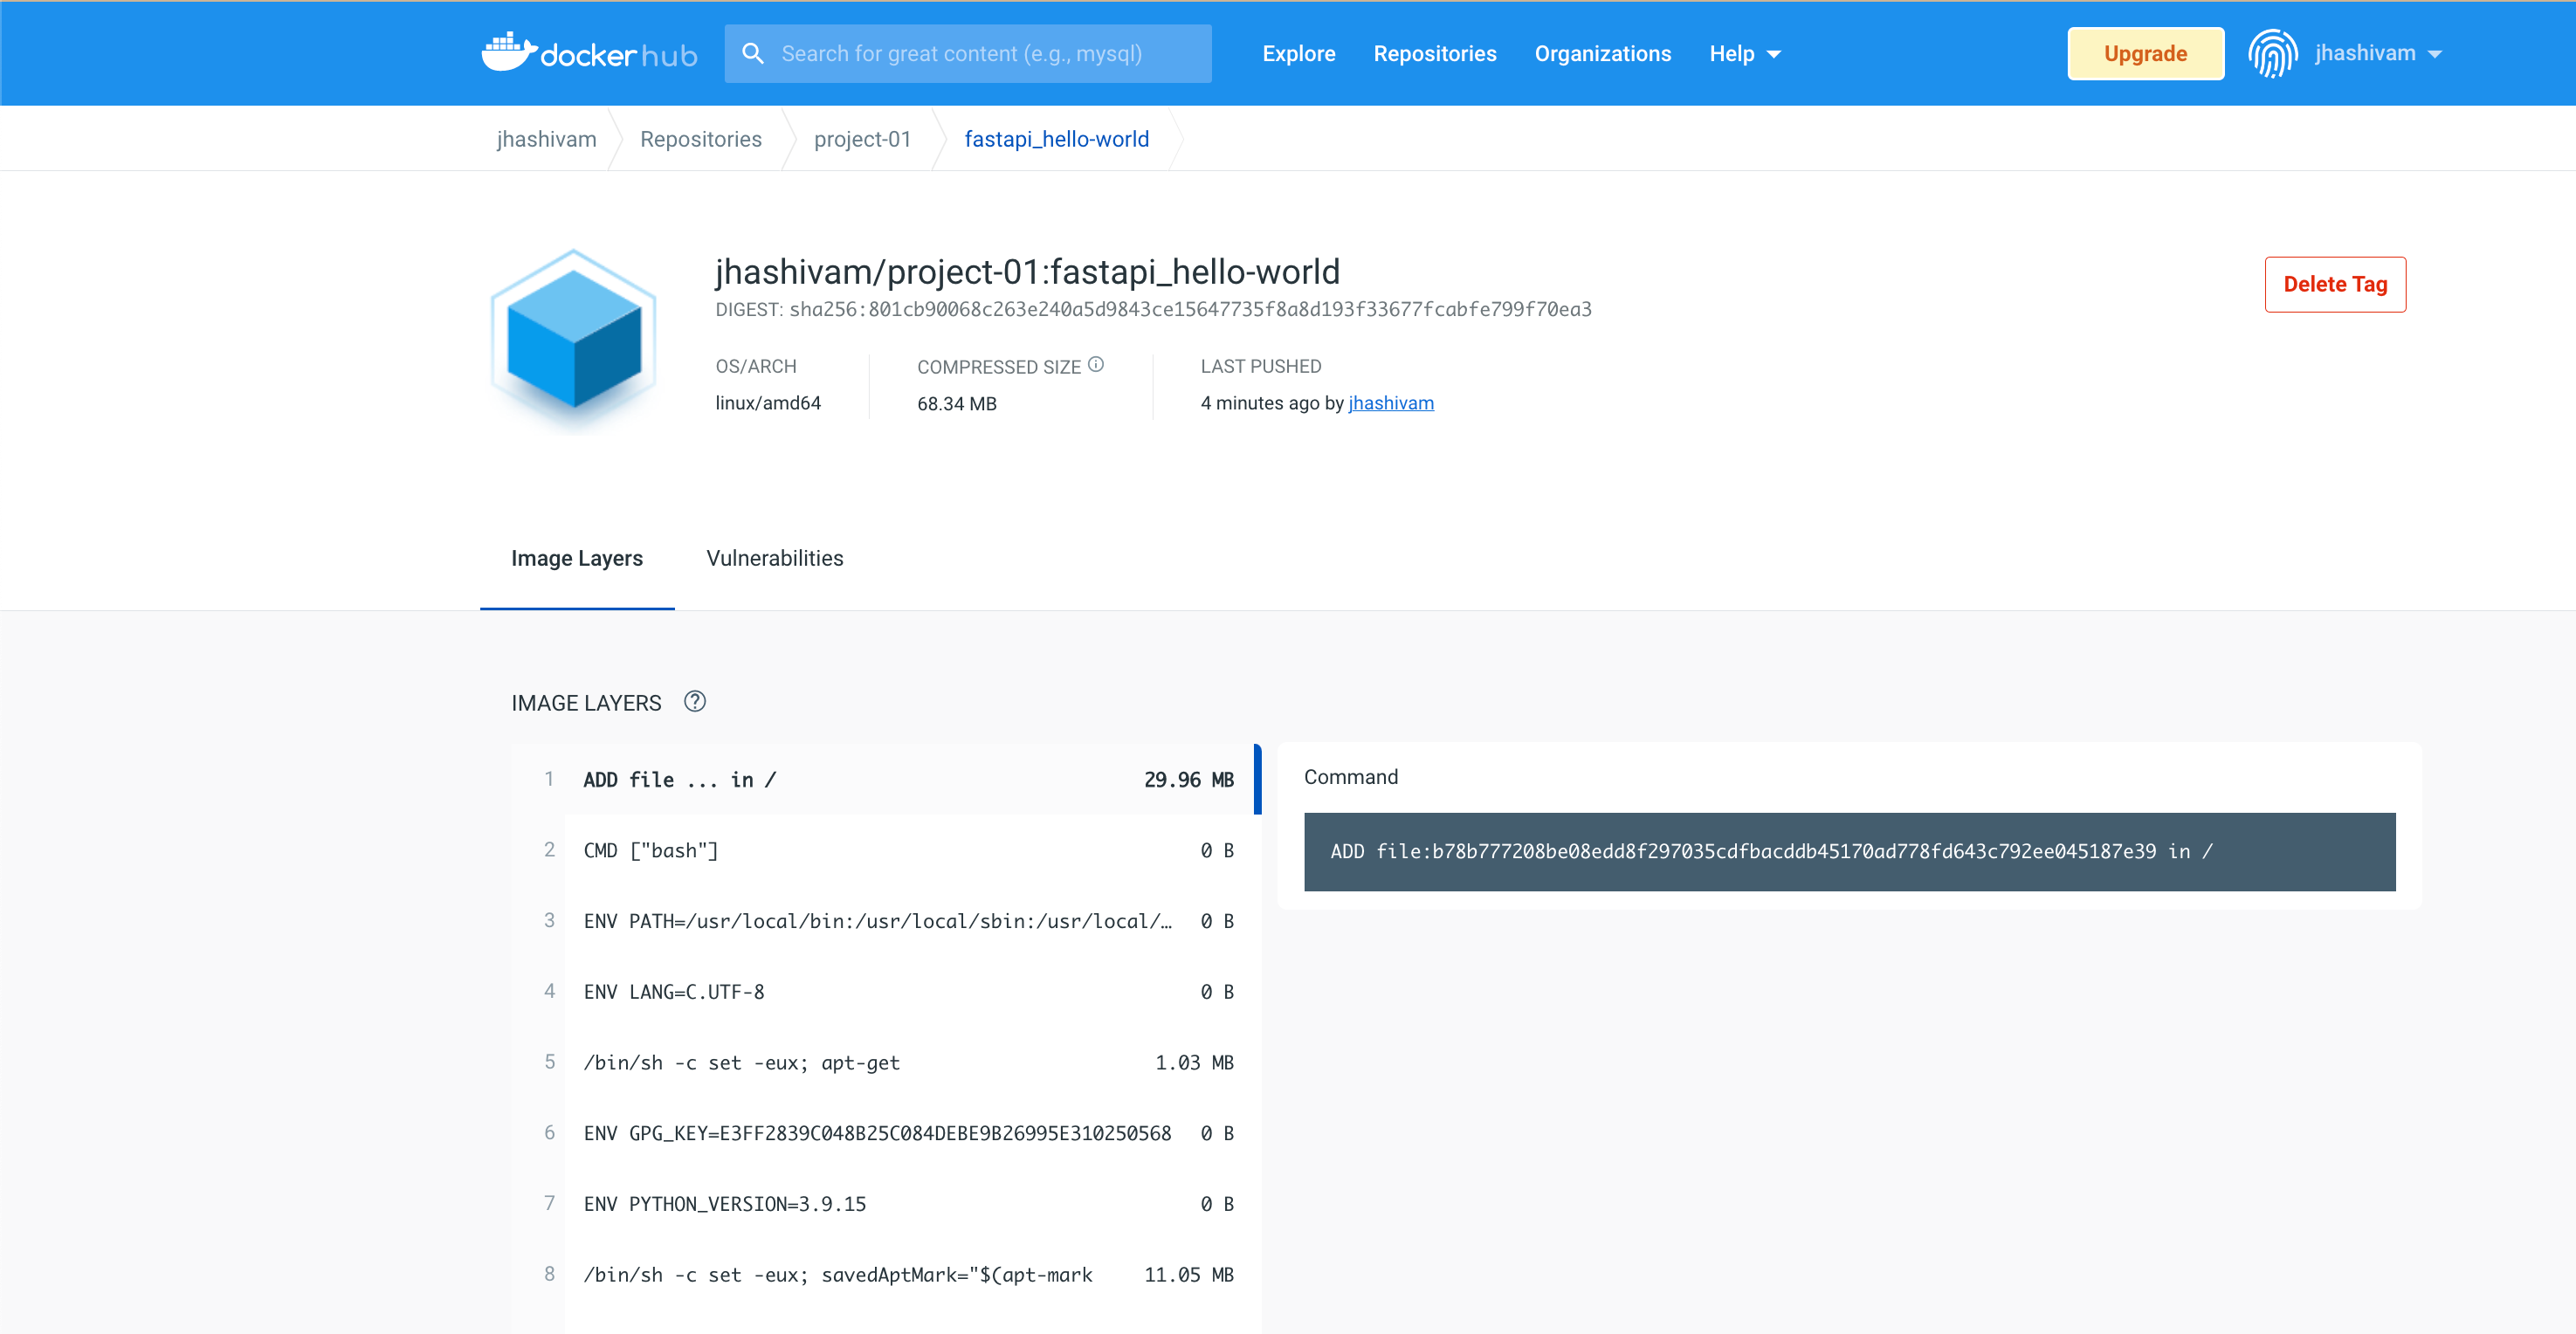 docker hub Search for great content (e.g., mysql) Explore Repositories Organizations Help Upgrade jhashivam
jhashivam Repositories project-01 fastapi_hello-world
jhashivam/project-01:fastapi_hello-world Delete Tag
DIGEST: sha256:801cb90068c263e240a5d9843ce15647735f8a8d193f33677fcabfe799f70ea3
OS/ARCH COMPRESSED SIZE LAST PUSHED
linux/amd64 68.34 MB 4 minutes ago by jhashivam
Image Layers Vulnerabilities
IMAGE LAYERS
1 ADD file ... in / 29.96 MB
Command
2 CMD ["bash"] 0 B
ADD file:b78b777208be08edd8f297035cdfbacddb45170ad778fd643c792ee045187e39 in /
3 ENV PATH=/usr/local/bin:/usr/local/sbin:/usr/local/… 0 B
4 ENV LANG=C.UTF-8 0 B
5 /bin/sh -c set -eux; apt-get 1.03 MB
6 ENV GPG_KEY=E3FF2839C048B25C084DEBE9B26995E310250568 0 B
7 ENV PYTHON_VERSION=3.9.15 0 B
8 /bin/sh -c set -eux; savedAptMark="$(apt-mark 11.05 MB